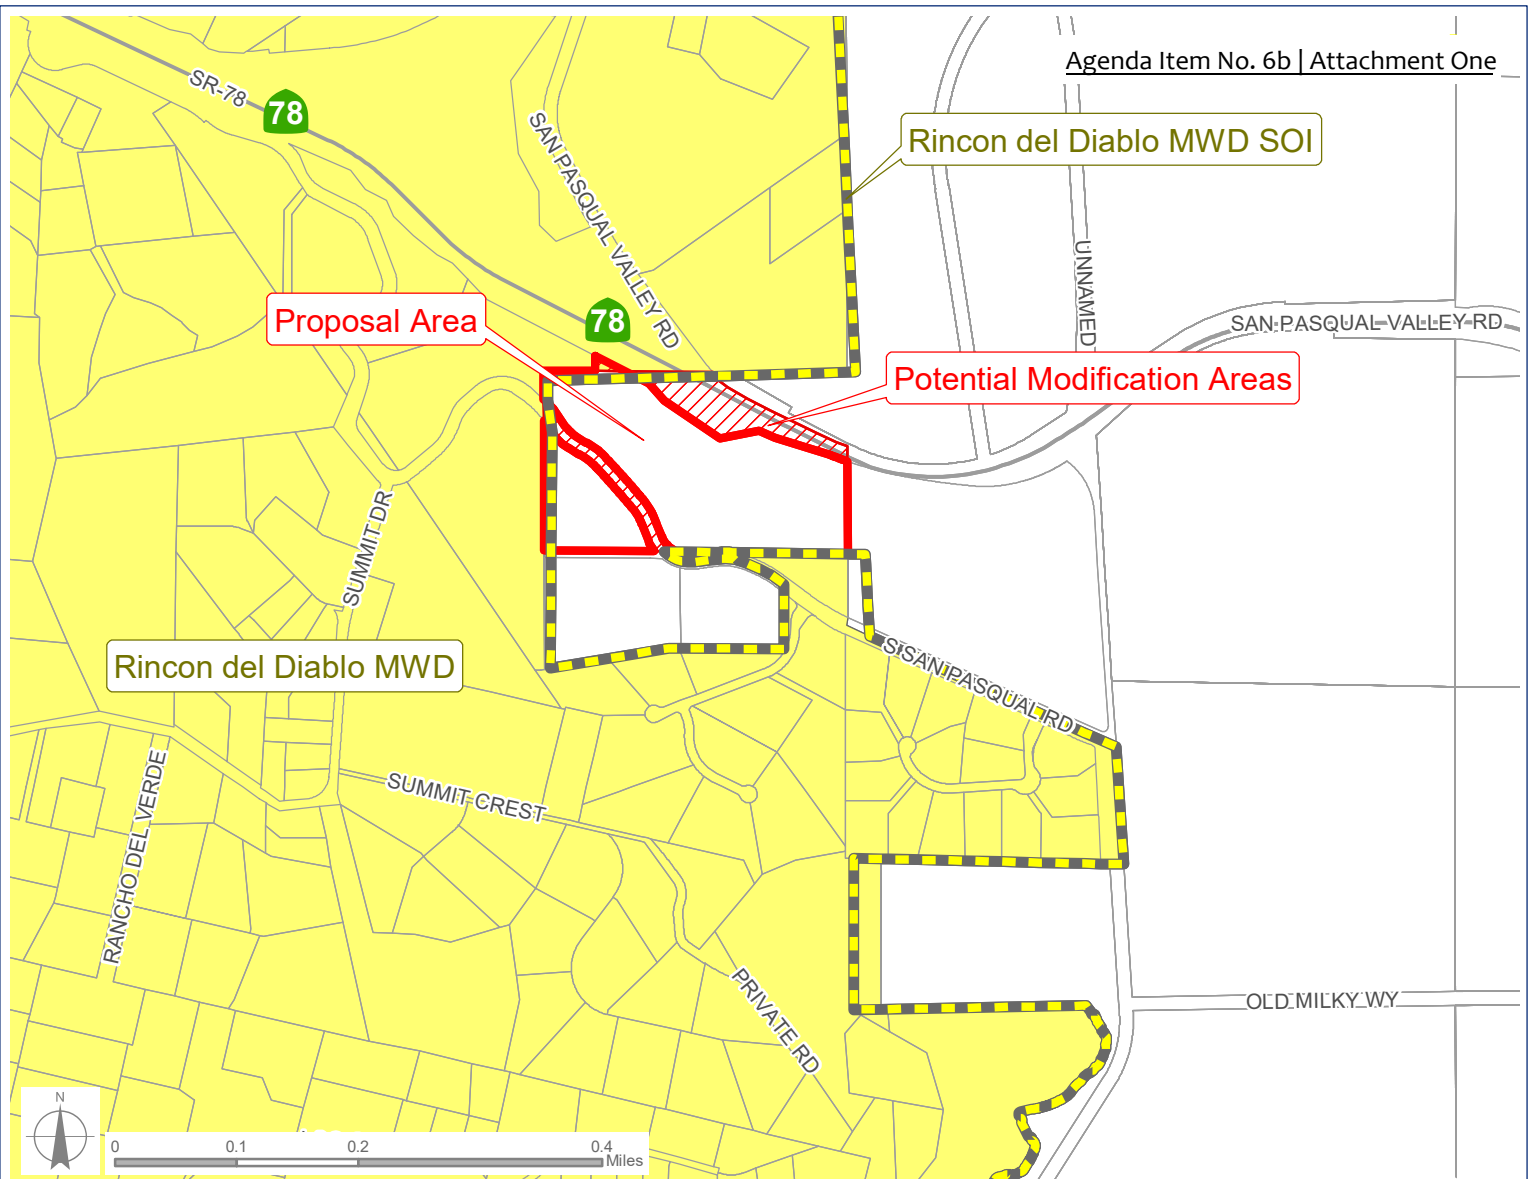 Agenda Item No. 6b | Attachment One
SR-78
78
SAN PASQUAL VALLEY RD
Rincon del Diablo MWD SOI
UNNAMED
Proposal Area
78
SAN PASQUAL VALLEY RD
Potential Modification Areas
SUMMIT DR
Rincon del Diablo MWD
S SAN PASQUAL RD
RANCHO DEL VERDE
SUMMIT CREST
PRIVATE RD
OLD MILKY WY
N
0 0.1 0.2 0.4
Miles